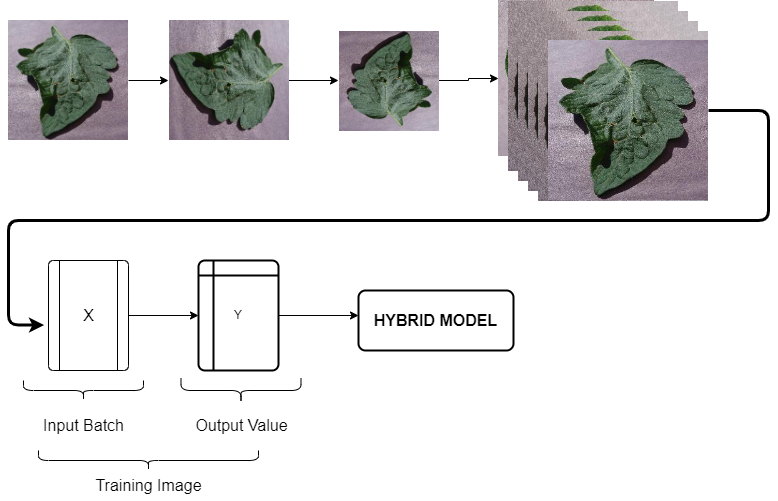 X
Y
HYBRID MODEL
Input Batch
Output Value
Training Image